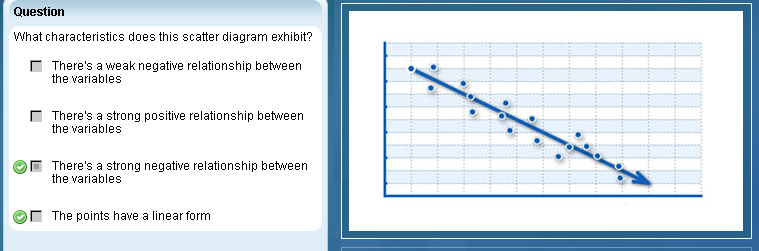 Question
What characteristics does this scatter diagram exhibit?
There's a weak negative relationship between
the variables
There's a strong positive relationship between
the variables
There's a strong negative relationship between
the variables
The points have a linear form